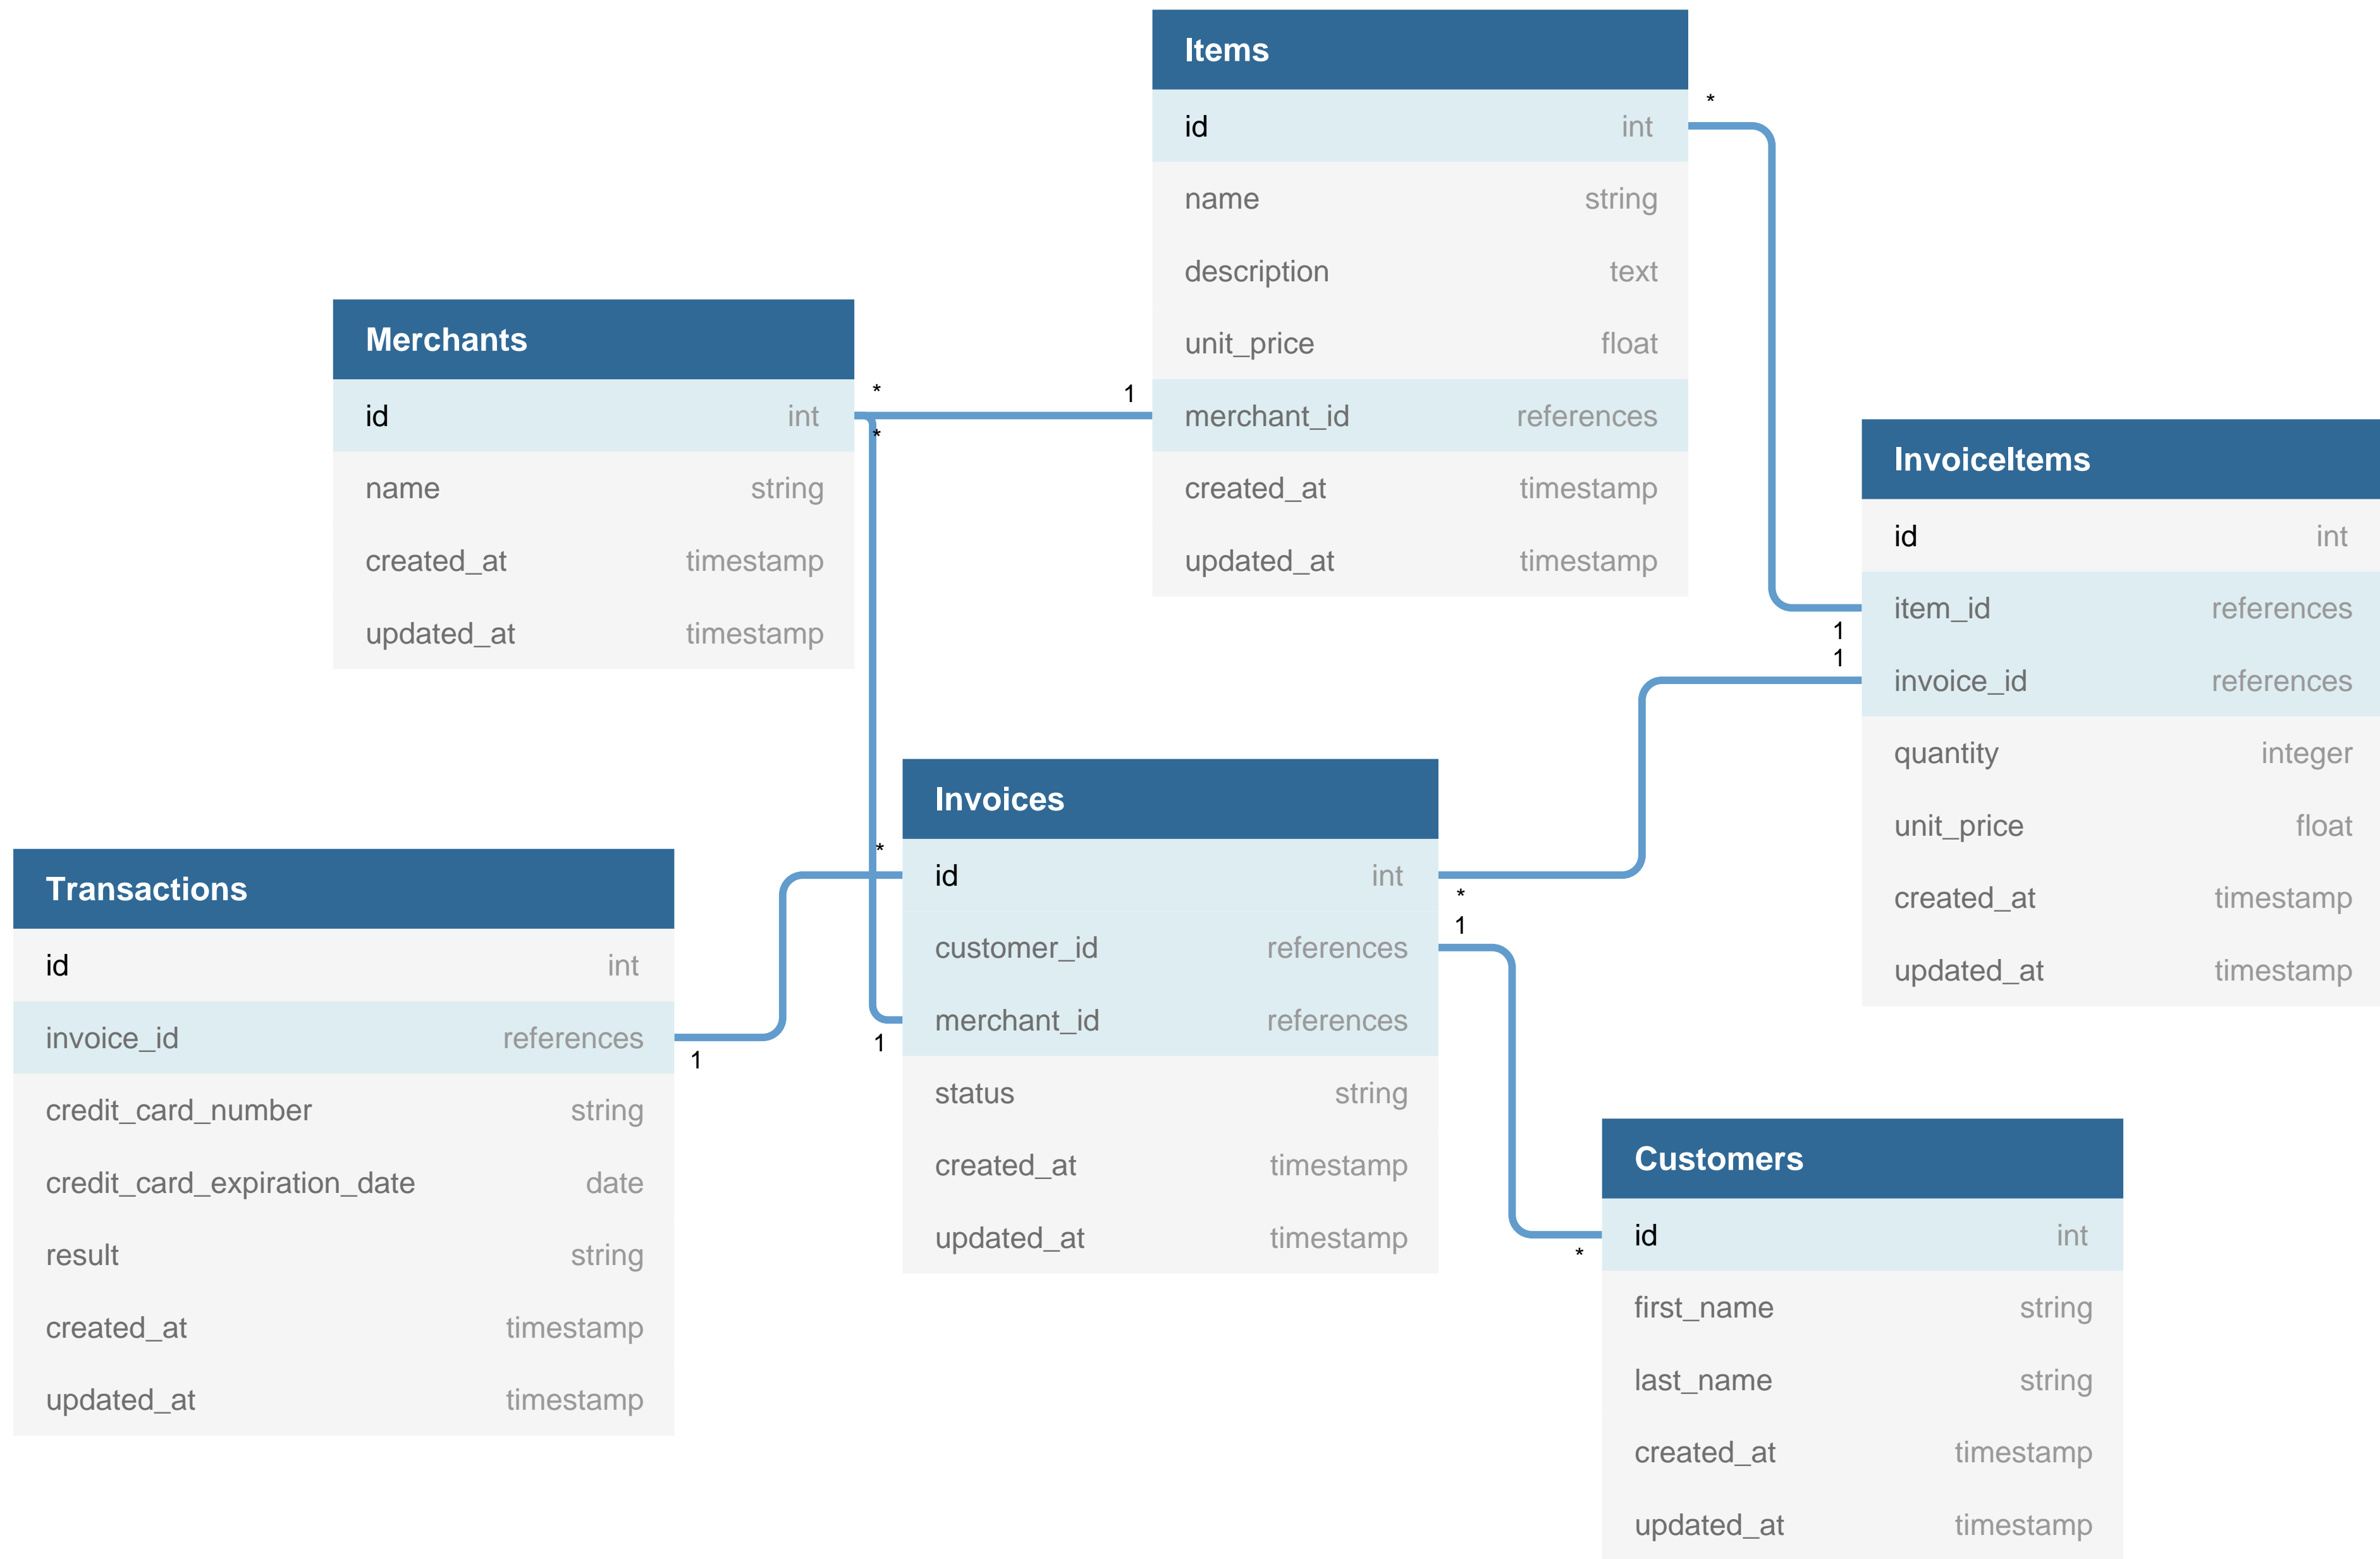 Items
id int
name string
description text
unit_price float
merchant_id references
created_at timestamp
updated_at timestamp
*
1
Merchants
id int
name string
created_at timestamp
updated_at timestamp
*
*
InvoiceItems
id int
item_id references
invoice_id references
quantity integer
unit_price float
created_at timestamp
updated_at timestamp
1
1
Invoices
id int
customer_id references
merchant_id references
status string
created_at timestamp
updated_at timestamp
*
1
*
1
Transactions
id int
invoice_id references
credit_card_number string
credit_card_expiration_date date
result string
created_at timestamp
updated_at timestamp
1
Customers
id int
first_name string
last_name string
created_at timestamp
updated_at timestamp
*